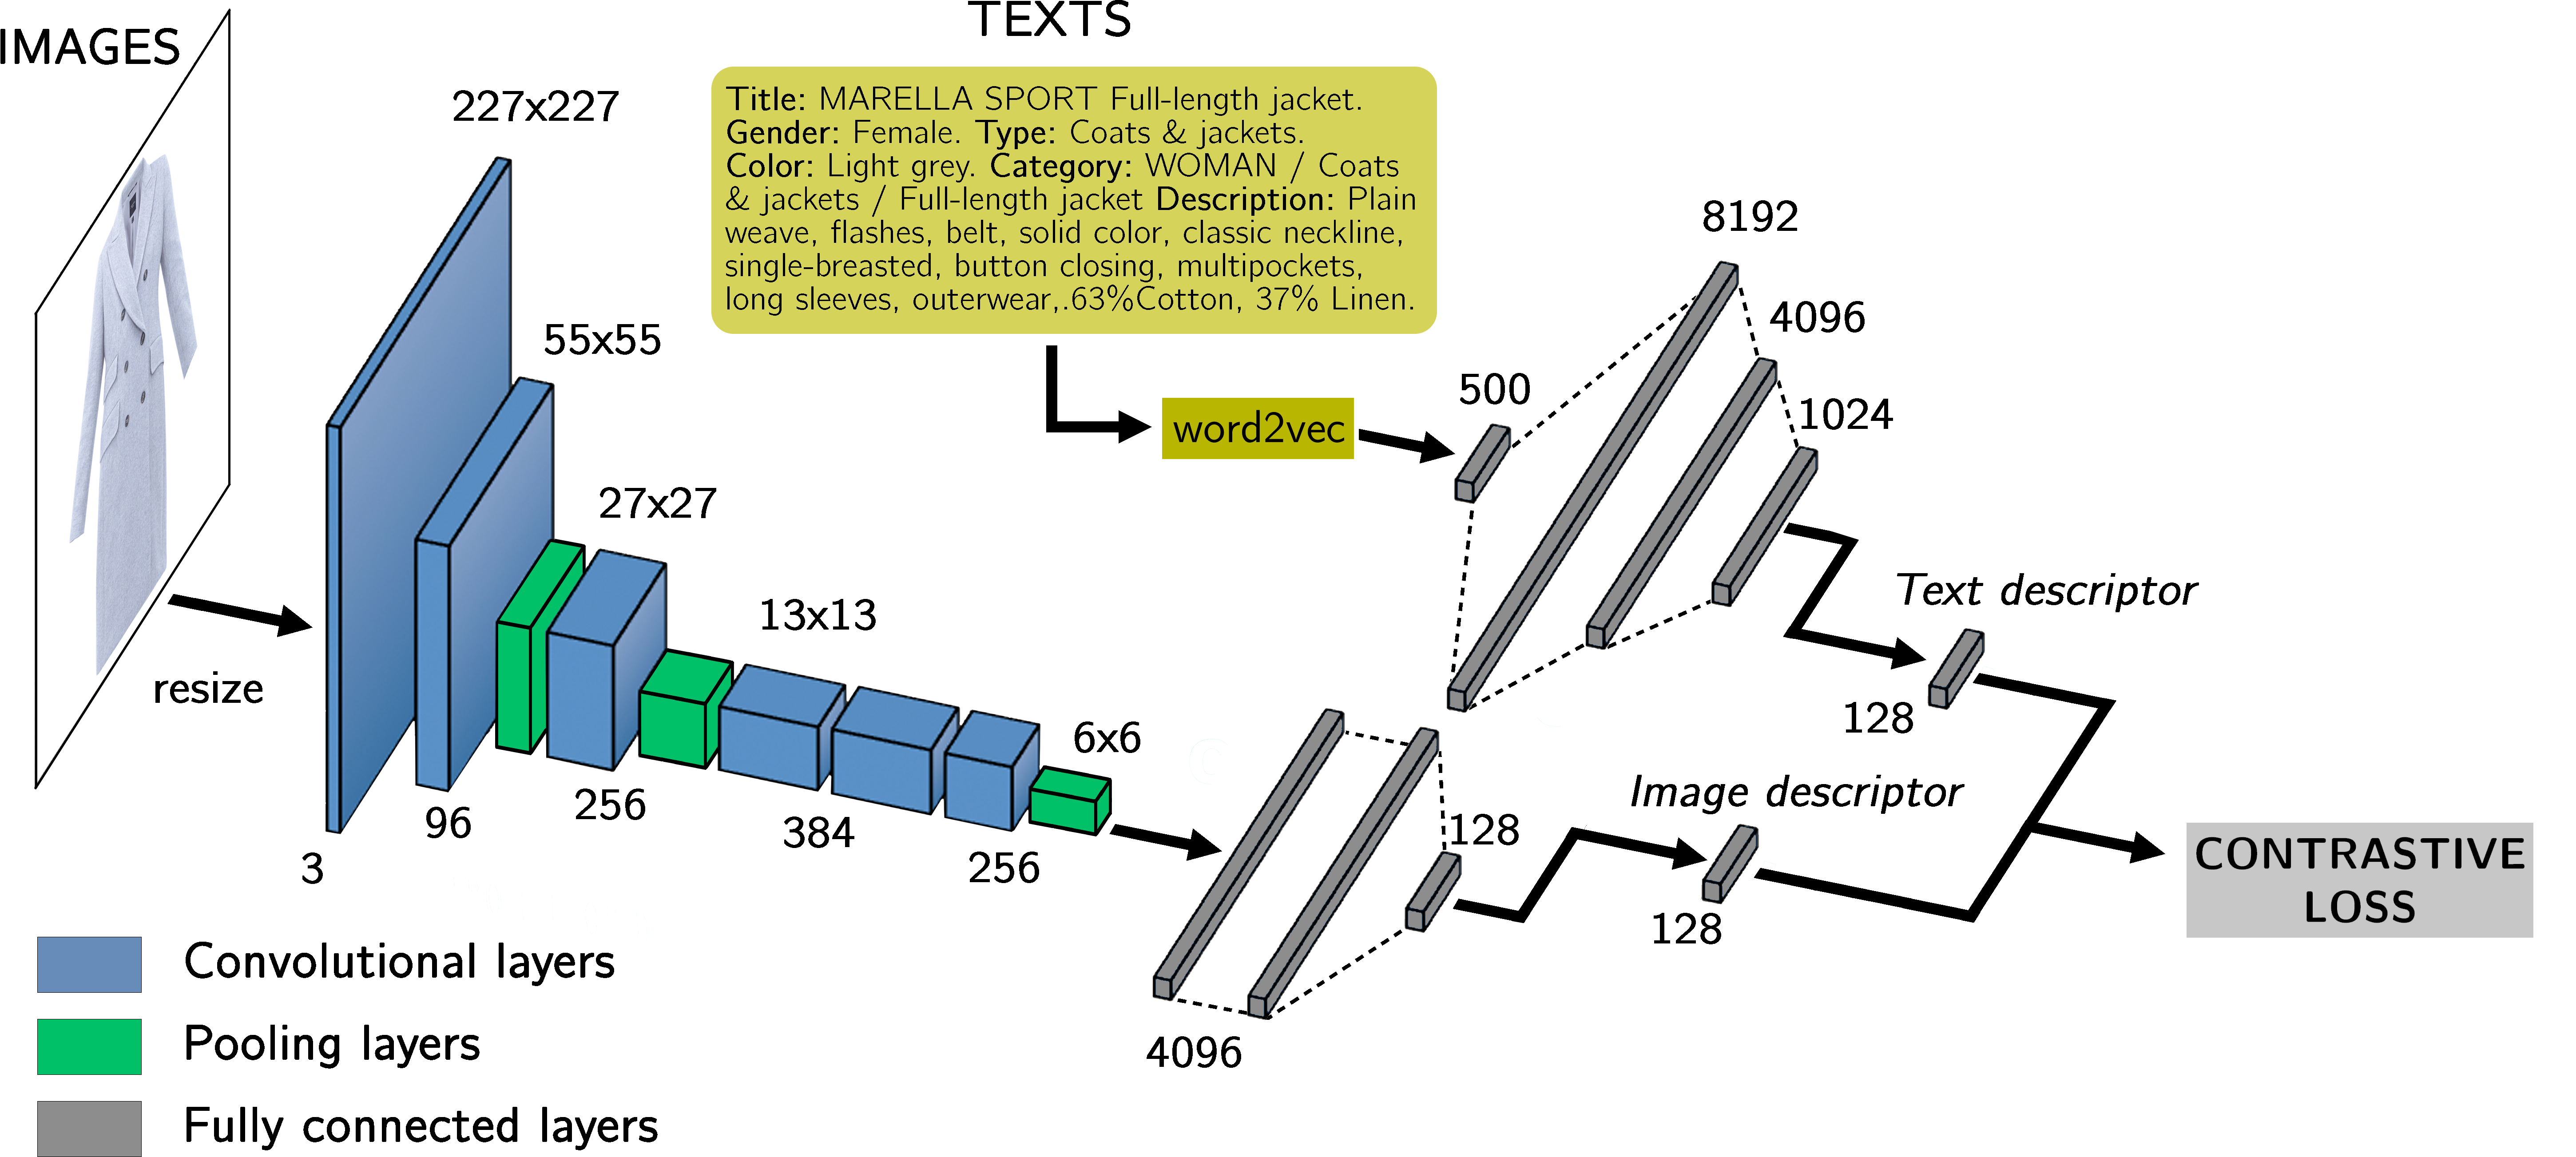 IMAGES
TEXTS
Title: MARELLA SPORT Full-length jacket.
Gender: Female. Type: Coats & jackets.
Color: Light grey. Category: WOMAN / Coats
& jackets / Full-length jacket Description: Plain
weave, flashes, belt, solid color, classic neckline,
single-breasted, button closing, multipockets,
long sleeves, outerwear,.63%Cotton, 37% Linen.
227x227
55x55
27x27
13x13
6x6
resize
3
96
256
384
256
word2vec
500
8192
4096
1024
Text descriptor
128
4096
128
Image descriptor
128
CONTRASTIVE
LOSS
Convolutional layers
Pooling layers
Fully connected layers